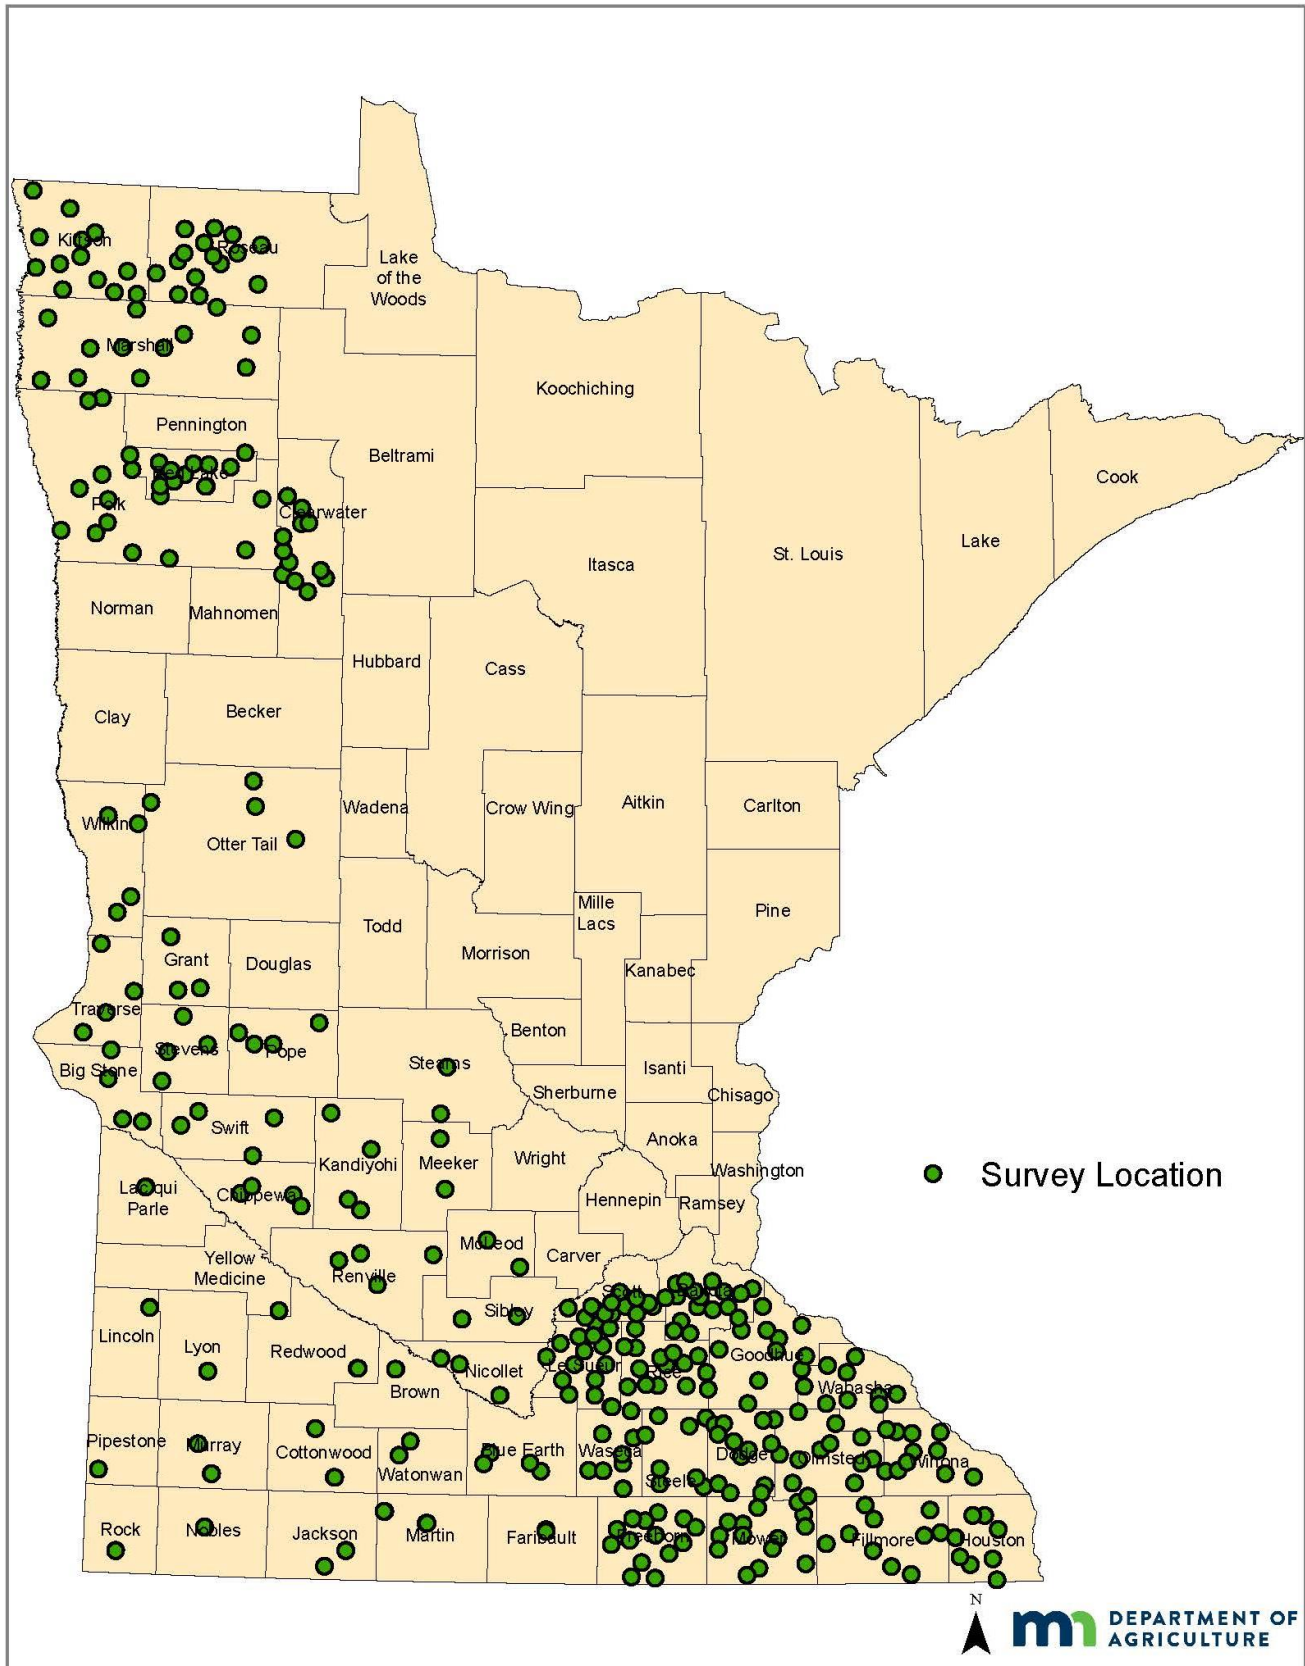 Kittson
Roseau
Lake
of the
Woods
Marshall
Koochiching
Pennington
Beltrami
Red Lake
Cook
Polk
Clearwater
Lake
St. Louis
Itasca
Norman
Mahnomen
Hubbard
Cass
Clay
Becker
Wilkin
Wadena
Crow Wing
Aitkin
Carlton
Otter Tail
Mille
Lacs
Pine
Todd
Morrison
Grant
Douglas
Kanabec
Traverse
Benton
Stevens
Pope
Stearns
Isanti
Big Stone
Sherburne
Chisago
Swift
Anoka
Kandiyohi
Meeker
Wright
Washington
Survey Location
Lac qui
Parle
Chippewa
Hennepin
Ramsey
McLeod
Carver
Yellow
Medicine
Renville
Scott
Dakota
Sibley
Lincoln
Lyon
Redwood
Nicollet
Le Sueur
Rice
Goodhue
Brown
Wabasha
Pipestone
Murray
Cottonwood
Watonwan
Blue Earth
Waseca
Steele
Dodge
Olmsted
Winona
Rock
Nobles
Jackson
Martin
Faribault
Freeborn
Mower
Fillmore
Houston
N
mn DEPARTMENT OF
AGRICULTURE